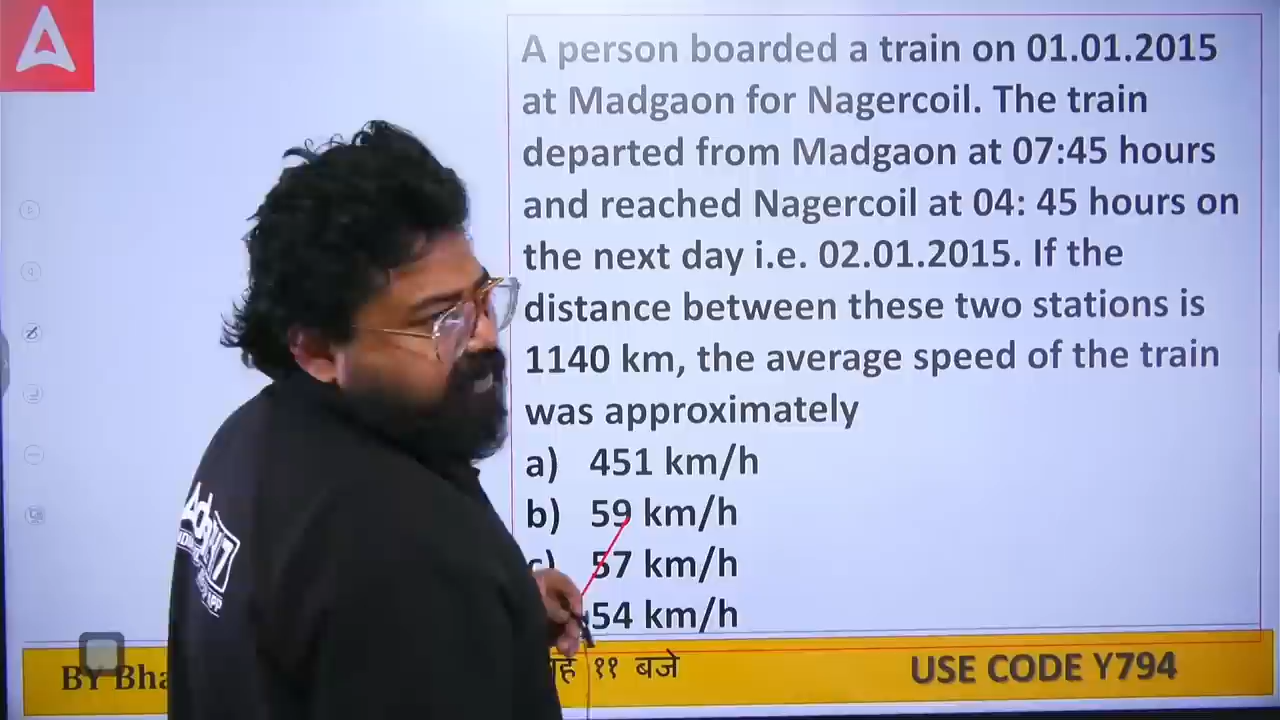 A person boarded a train on 01.01.2015
at Madgaon for Nagercoil. The train
departed from Madgaon at 07:45 hours
and reached Nagercoil at 04: 45 hours on
the next day i.e. 02.01.2015. If the
distance between these two stations is
1140 km, the average speed of the train
was approximately
a) 451 km/h
b) 59 km/h
c) 57 km/h
54 km/h
BY Bha
११ बजे
USE CODE Y794